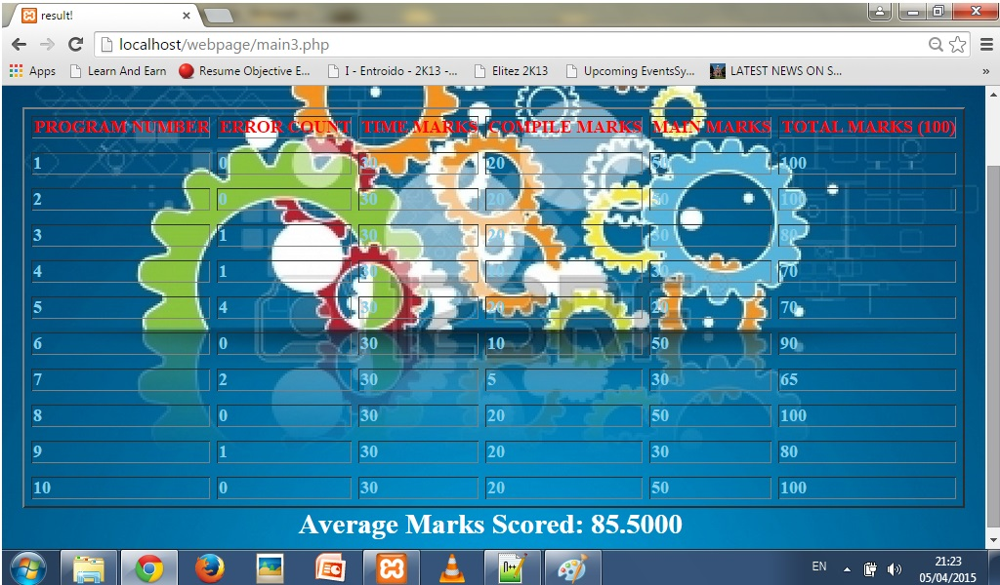 result!
localhost/webpage/main3.php
Apps Learn And Earn Resume Objective E... I - Entroido - 2K13 -... Elitez 2K13 Upcoming EventsSy... LATEST NEWS ON S... »
PROGRAM NUMBER ERROR COUNT TIME MARKS COMPILE MARKS MAIN MARKS TOTAL MARKS (100)
1 0 30 20 50 100
2 0 30 20 50 100
3 1 30 20 30 80
4 1 30 70
5 4 30 20 20 70
6 0 30 10 50 90
7 2 30 5 30 65
8 0 30 20 50 100
9 1 30 20 30 80
10 0 30 20 50 100
Average Marks Scored: 85.5000
EN 21:23
05/04/2015